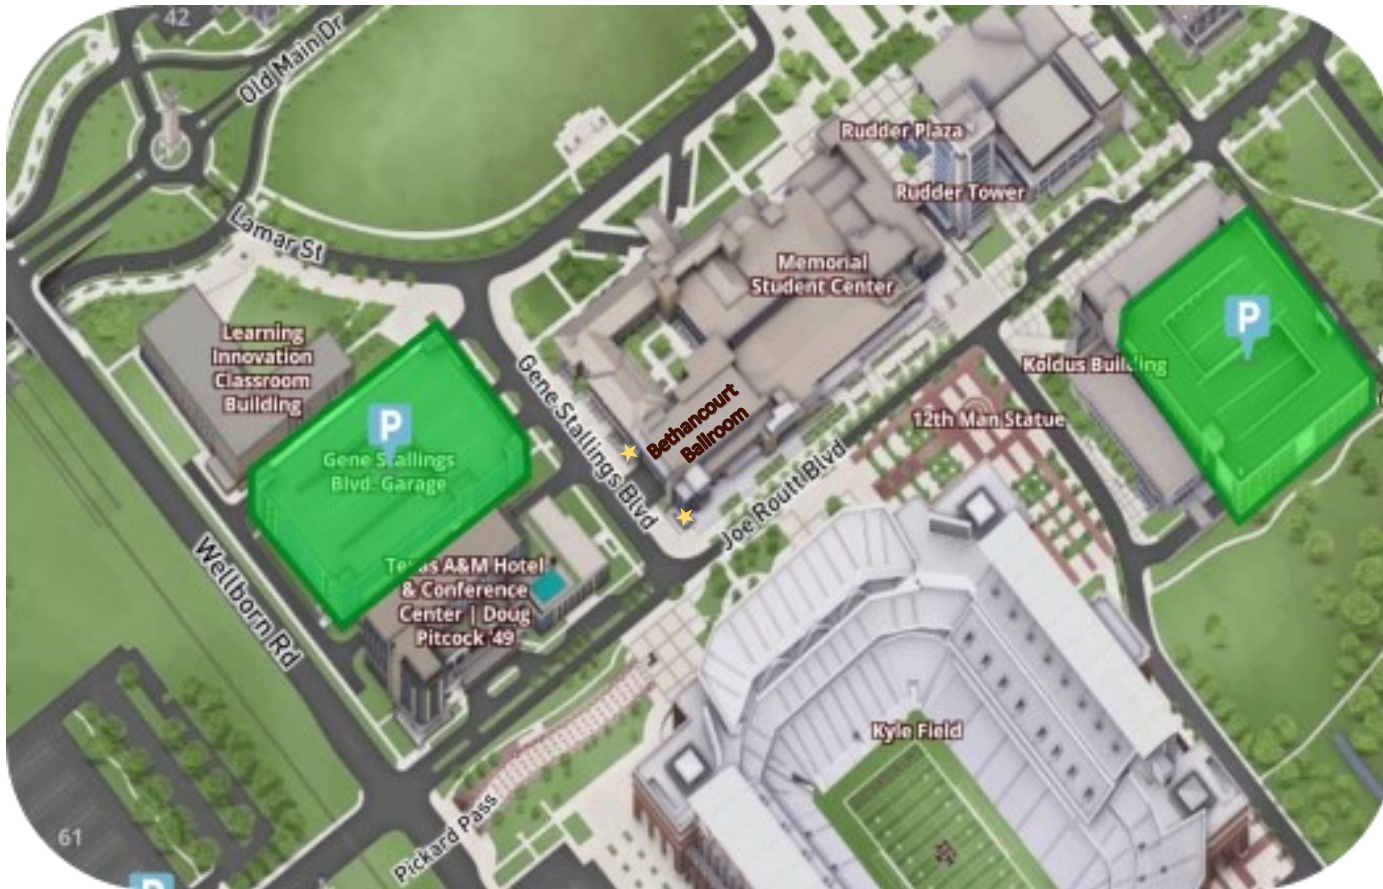 42
Old Main Dr
Rudder Plaza
Rudder Tower
Lamar St
Memorial
Student Center
P
Learning
Innovation
Classroom
Building
Koldus Building
Gene Stallings Blvd
Bethancourt
Ballroom
12th Man Statue
P
Gene Stallings
Blvd. Garage
Joe Routt Blvd
Wellborn Rd
Texas A&M Hotel
& Conference
Center | Doug
Pitcock '49
Kyle Field
Pickard Pass
61
P